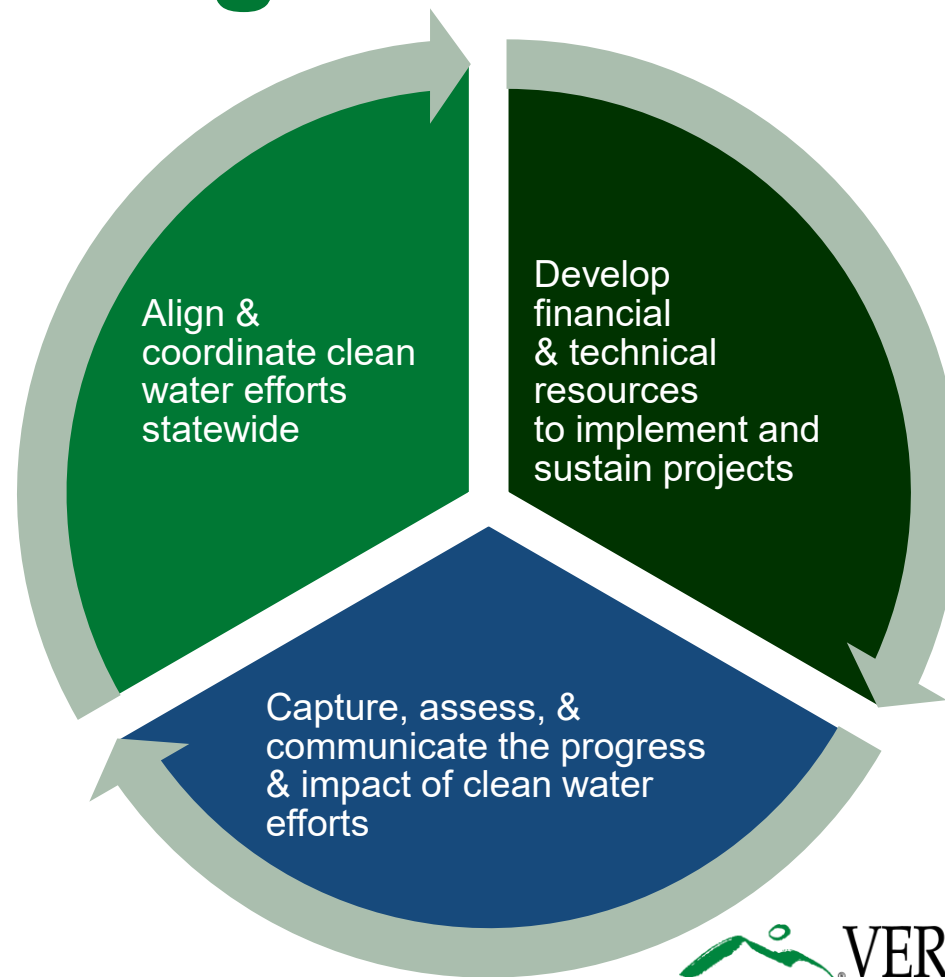 Align &
coordinate clean
water efforts
statewide
Develop
financial
& technical
resources
to implement and
sustain projects
Capture, assess, &
communicate the progress
& impact of clean water
efforts
VER